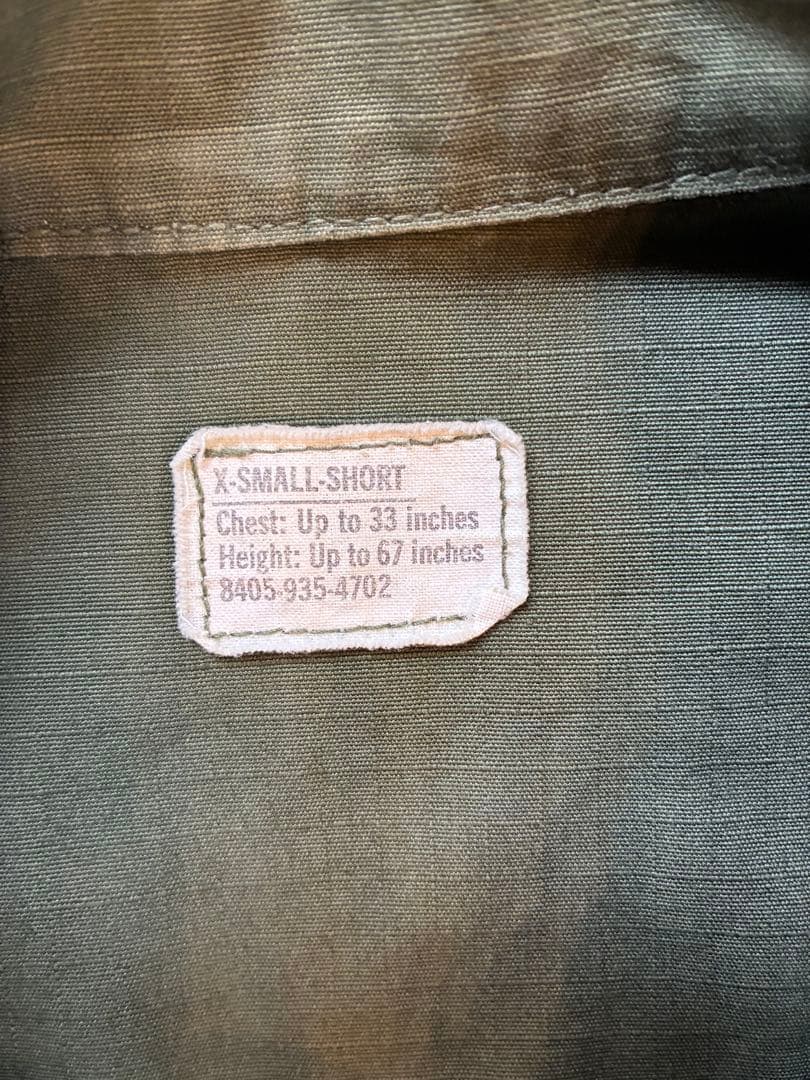 X-SMALL-SHORT
Chest: Up to 33 inches
Height: Up to 67 inches
8405-935-4702